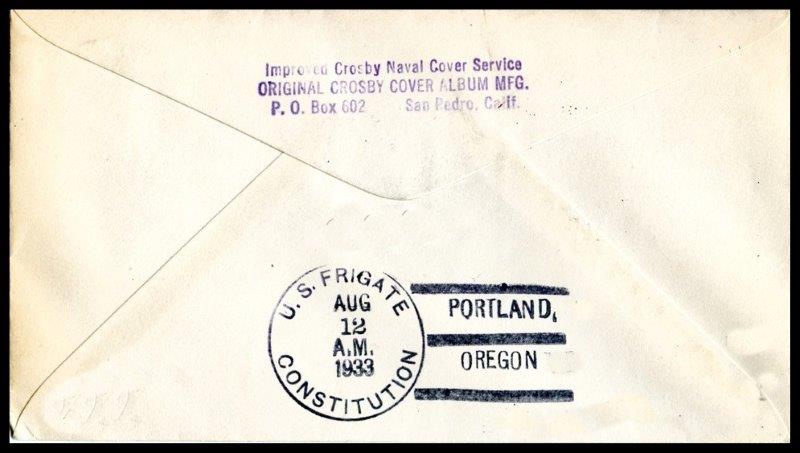 Improved Crosby Naval Cover Service
ORIGINAL CROSBY COVER ALBUM MFG.
P. O. Box 602 San Pedro, Calif.
U. S. FRIGATE
AUG
12
A.M.
1933
CONSTITUTION
PORTLAND,
OREGON